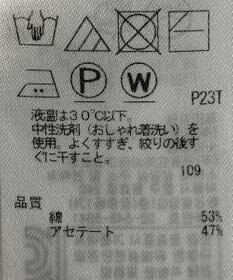 P
W
P23T
液温は30℃以下。
中性洗剤(おしゃれ着洗い)を
使用。よくすすぎ、絞りの後す
ぐに干すこと。
109
品質
綿 53%
アセテート 47%